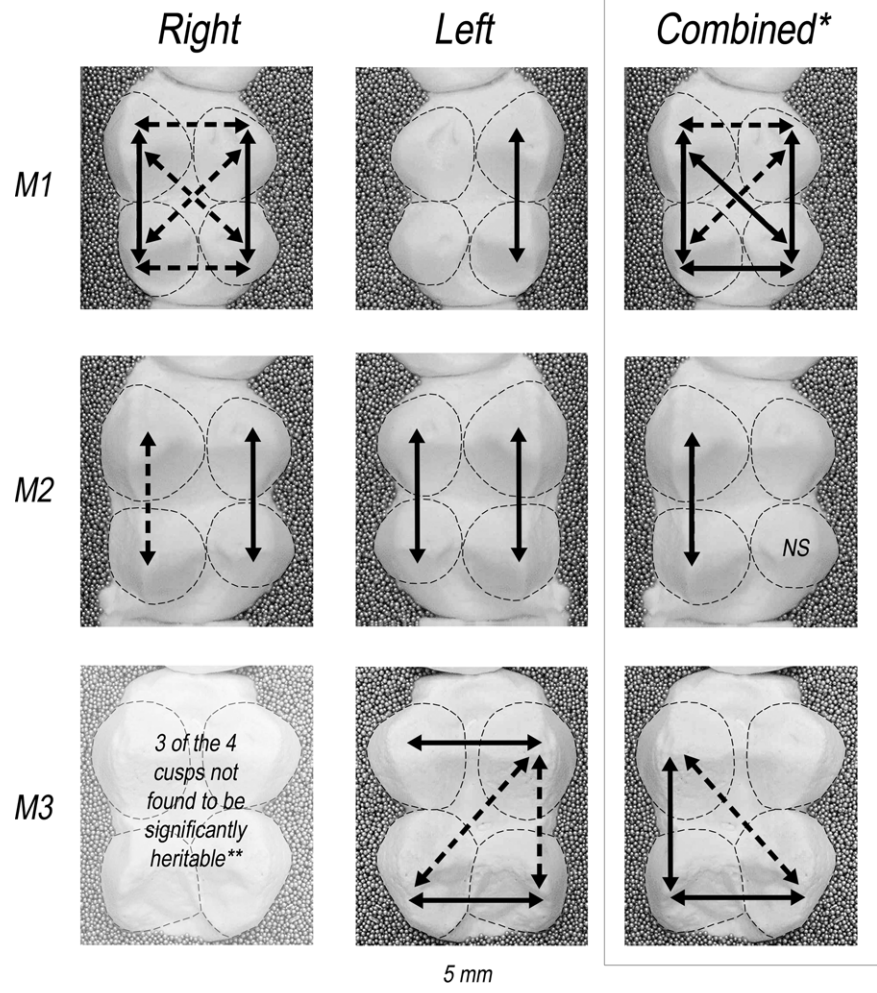 Right Left Combined*
M1
M2
NS
M3
3 of the 4
cusps not
found to be
significantly
heritable**
5 mm